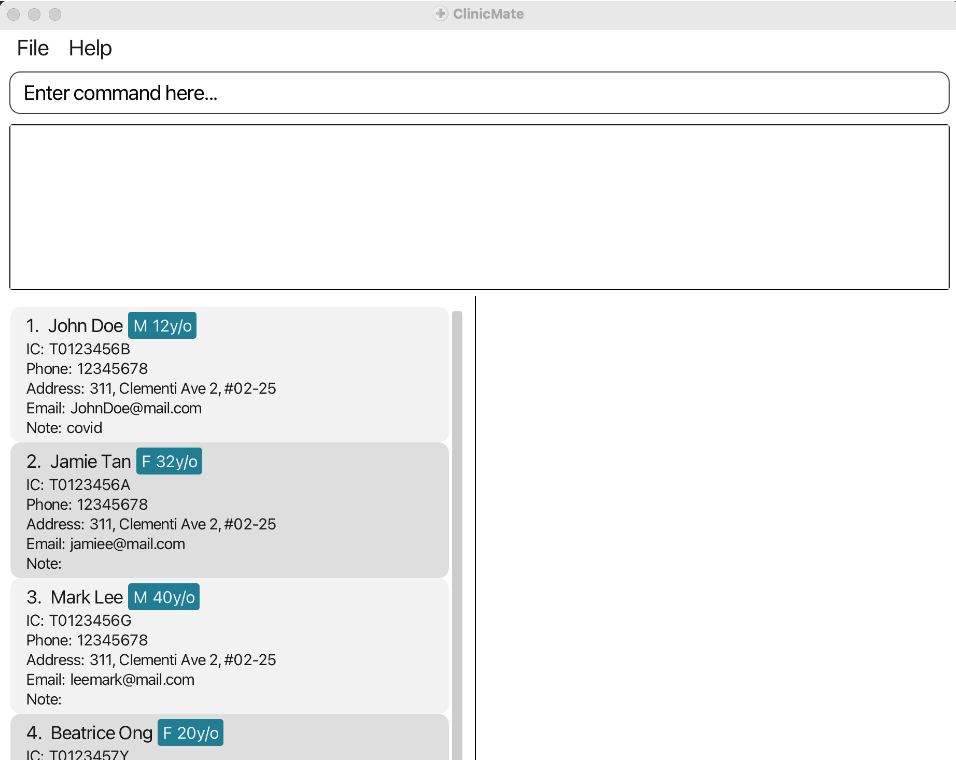 ClinicMate
File Help
Enter command here...
1. John Doe M 12y/o
IC: T0123456B
Phone: 12345678
Address: 311, Clementi Ave 2, #02-25
Email: JohnDoe@mail.com
Note: covid
2. Jamie Tan F 32y/o
IC: T0123456A
Phone: 12345678
Address: 311, Clementi Ave 2, #02-25
Email: jamiee@mail.com
Note:
3. Mark Lee M 40y/o
IC: T0123456G
Phone: 12345678
Address: 311, Clementi Ave 2, #02-25
Email: leemark@mail.com
Note:
4. Beatrice Ong F 20y/o
IC: T0123457Y